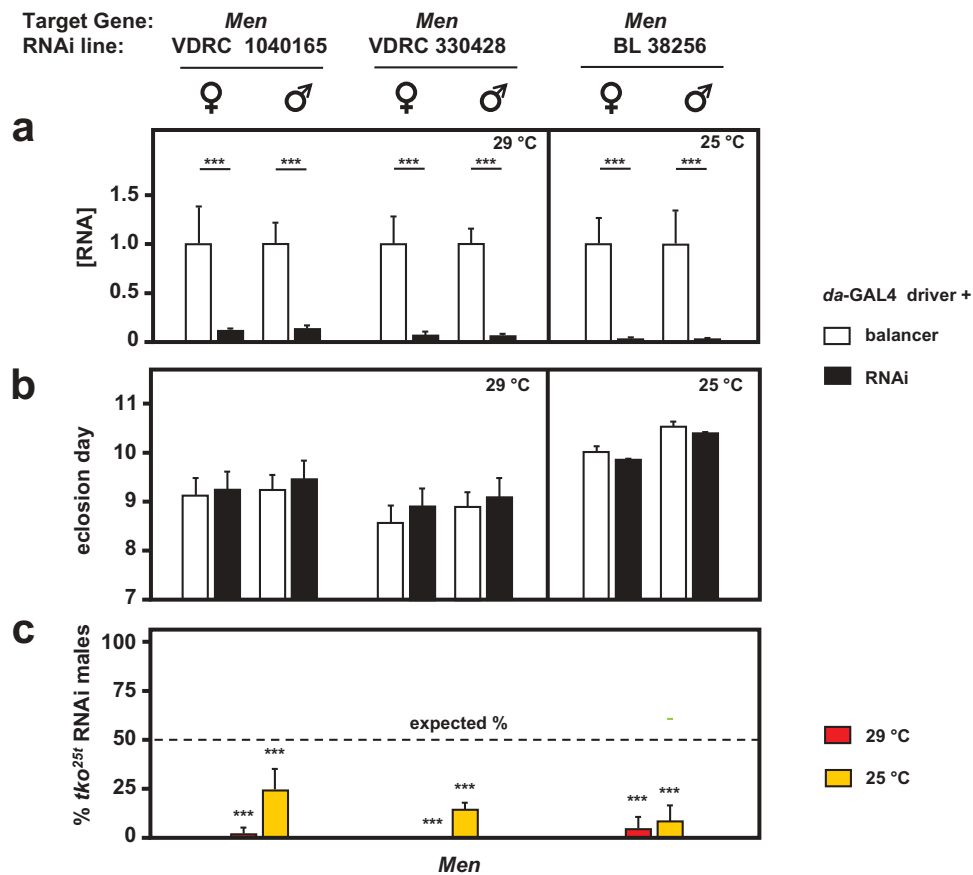 Target Gene: Men Men Men
RNAi line: VDRC 1040165 VDRC 330428 BL 38256
♀ ♂ ♀ ♂ ♀ ♂
a
29 °C 25 °C
*** *** *** *** *** ***
[RNA]
1.5
1.0
0.5
0
da-GAL4 driver +
balancer
RNAi
b
29 °C 25 °C
eclosion day
11
10
9
8
7
c
% tko25t RNAi males
100
75
50
25
0
expected %
*** *** *** *** *** ***
Men
29 °C
25 °C